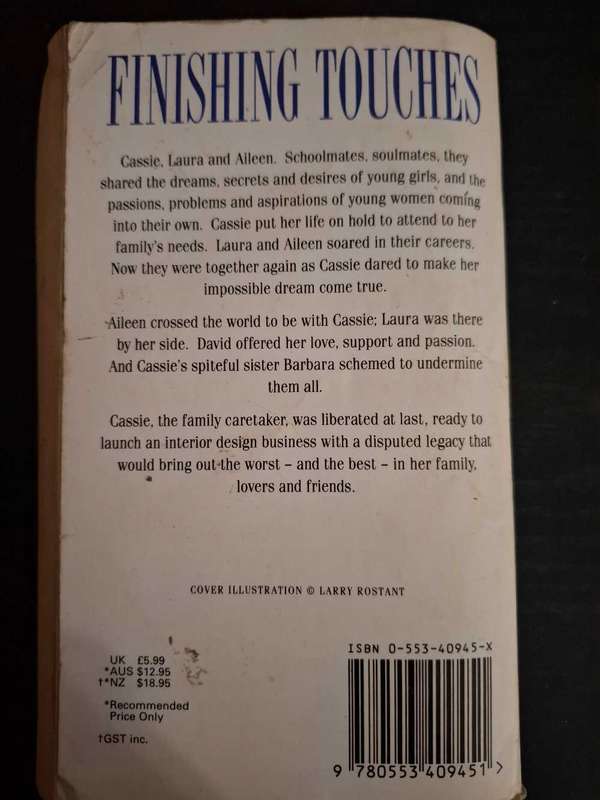 FINISHING TOUCHES
Cassie, Laura and Aileen. Schoolmates, soulmates, they
shared the dreams, secrets and desires of young girls, and the
passions, problems and aspirations of young women coming
into their own. Cassie put her life on hold to attend to her
family's needs. Laura and Aileen soared in their careers.
Now they were together again as Cassie dared to make her
impossible dream come true.
Aileen crossed the world to be with Cassie; Laura was there
by her side. David offered her love, support and passion.
And Cassie's spiteful sister Barbara schemed to undermine
them all.
Cassie, the family caretaker, was liberated at last, ready to
launch an interior design business with a disputed legacy that
would bring out the worst – and the best – in her family,
lovers and friends.
COVER ILLUSTRATION © LARRY ROSTANT
UK £5.99
*AUS $12.95
†*NZ $18.95
*Recommended
Price Only
†GST inc.
ISBN 0-553-40945-X
9 780553 409451 >